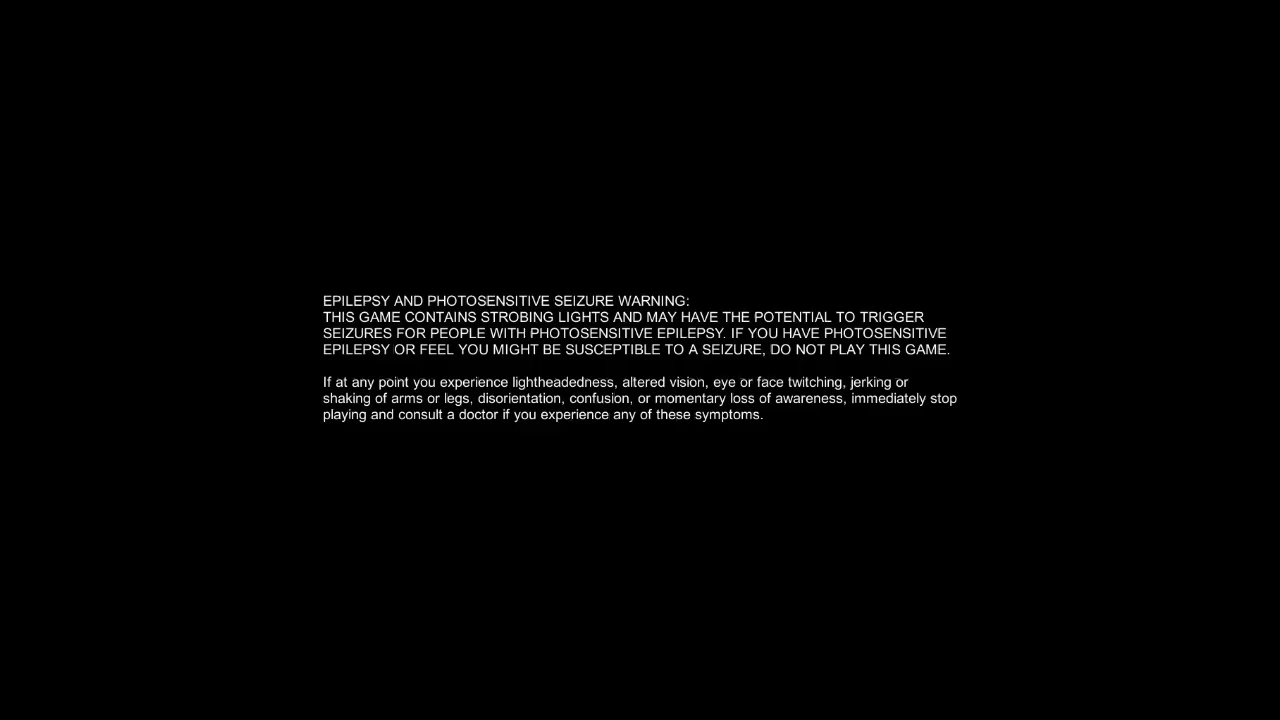 EPILEPSY AND PHOTOSENSITIVE SEIZURE WARNING:
THIS GAME CONTAINS STROBING LIGHTS AND MAY HAVE THE POTENTIAL TO TRIGGER
SEIZURES FOR PEOPLE WITH PHOTOSENSITIVE EPILEPSY. IF YOU HAVE PHOTOSENSITIVE
EPILEPSY OR FEEL YOU MIGHT BE SUSCEPTIBLE TO A SEIZURE, DO NOT PLAY THIS GAME.
If at any point you experience lightheadedness, altered vision, eye or face twitching, jerking or
shaking of arms or legs, disorientation, confusion, or momentary loss of awareness, immediately stop
playing and consult a doctor if you experience any of these symptoms.